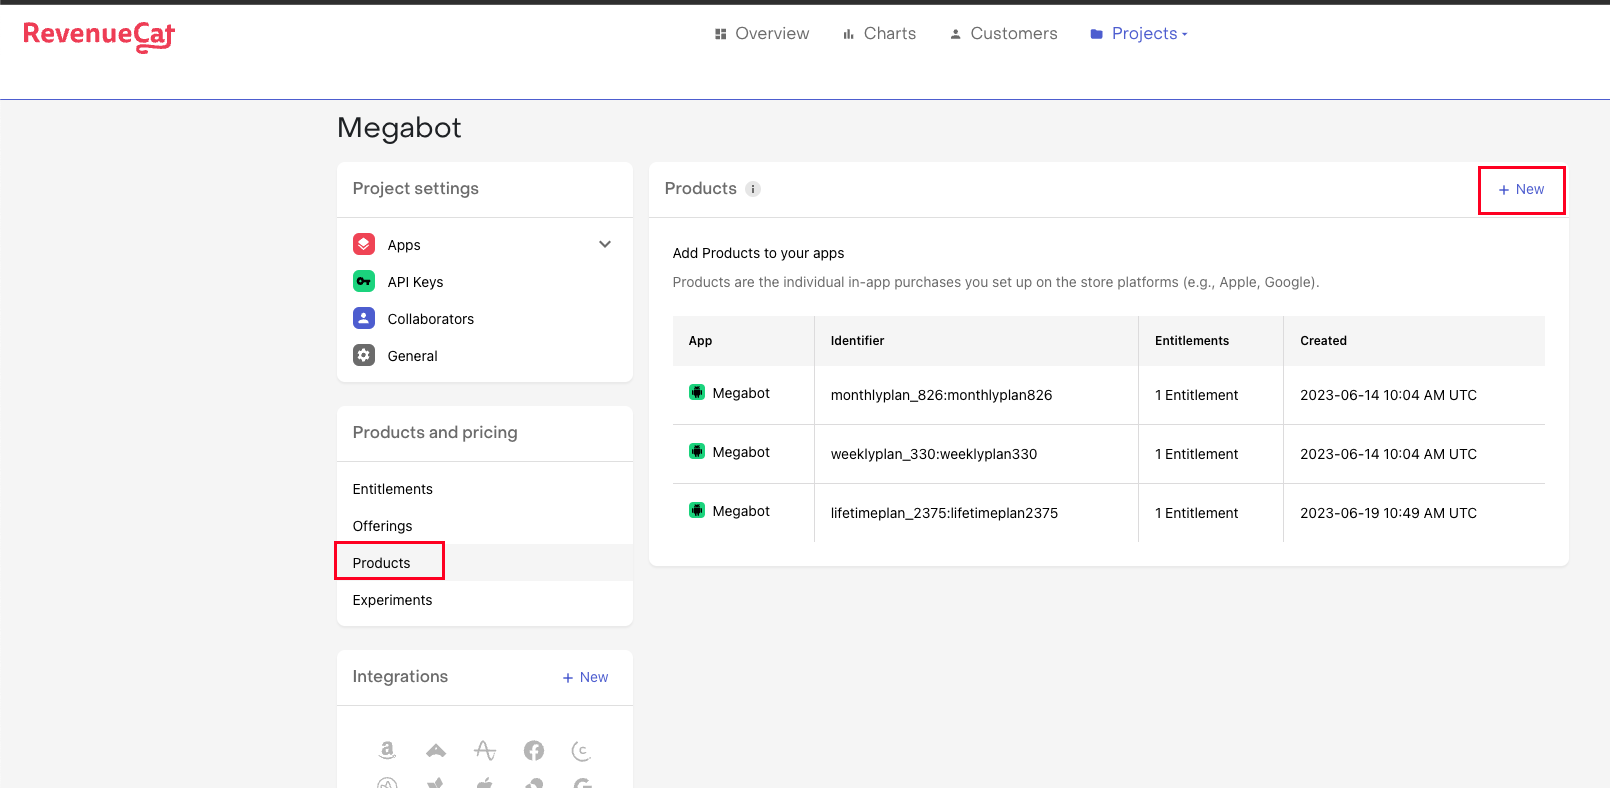 RevenueCat
Overview
Charts
Customers
Projects
Megabot
Project settings
Apps
API Keys
Collaborators
General
Products and pricing
Entitlements
Offerings
Products
Experiments
Integrations
+ New
Products i
+ New
Add Products to your apps
Products are the individual in-app purchases you set up on the store platforms (e.g., Apple, Google).
App Identifier Entitlements Created
Megabot monthlyplan_826:monthlyplan826 1 Entitlement 2023-06-14 10:04 AM UTC
Megabot weeklyplan_330:weeklyplan330 1 Entitlement 2023-06-14 10:04 AM UTC
Megabot lifetimeplan_2375:lifetimeplan2375 1 Entitlement 2023-06-19 10:49 AM UTC